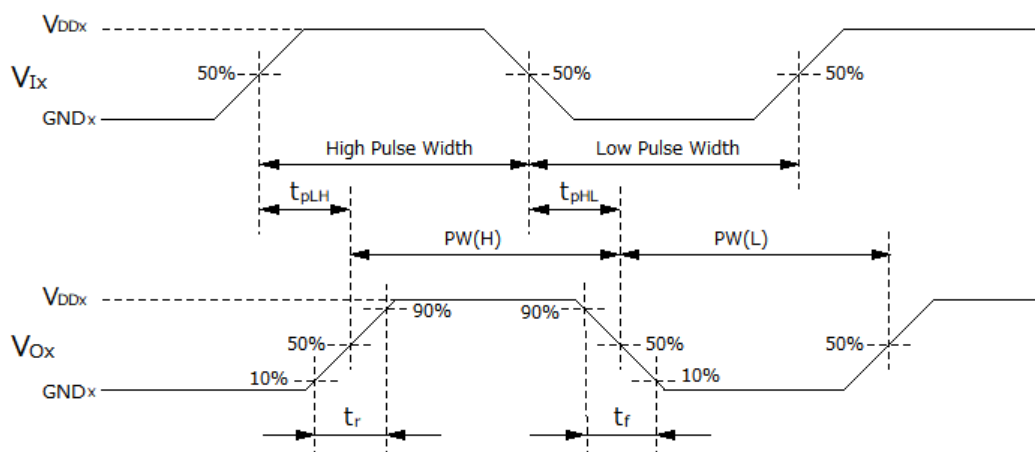 VDDx
VIx
50%
50%
50%
GNDx
High Pulse Width
Low Pulse Width
tpLH
tpHL
PW(H)
PW(L)
VDDx
90%
90%
VOx
50%
50%
50%
10%
10%
GNDx
tr
tf